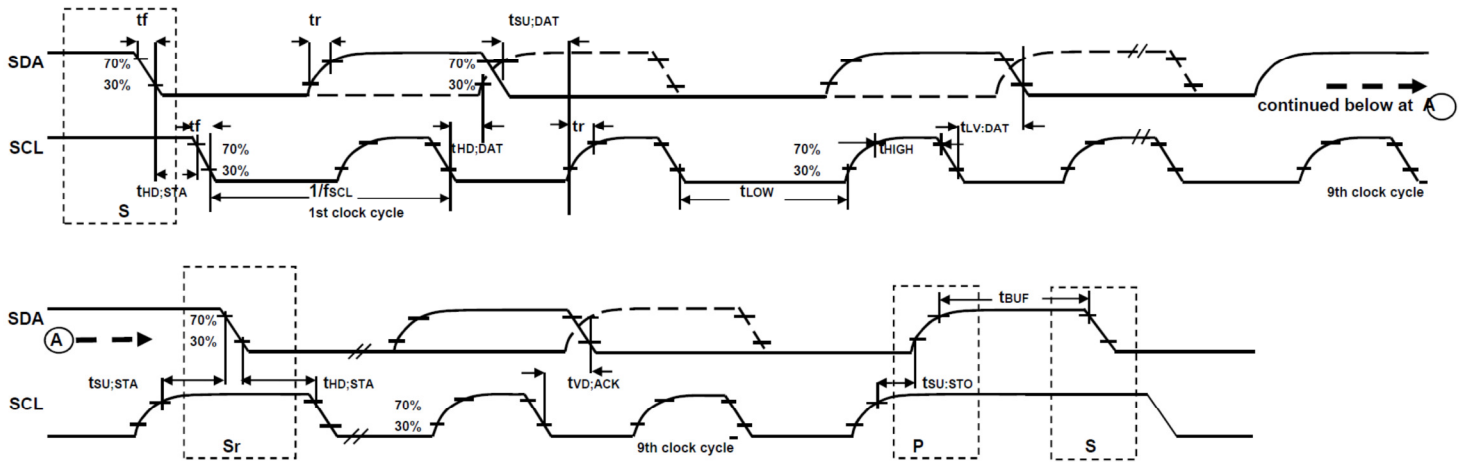 tf tr tSU;DAT
SDA 70% 70%
30% 30%
continued below at A
tf tHD;DAT tr tHIGH tLV:DAT
SCL 70% 70%
30% 30%
tHD;STA 1/fSCL tLOW
S 1st clock cycle 9th clock cycle
tBUF
SDA 70%
A 30%
tSU;STA tHD;STA tVD;ACK tSU:STO
SCL 70%
30%
Sr 9th clock cycle P S